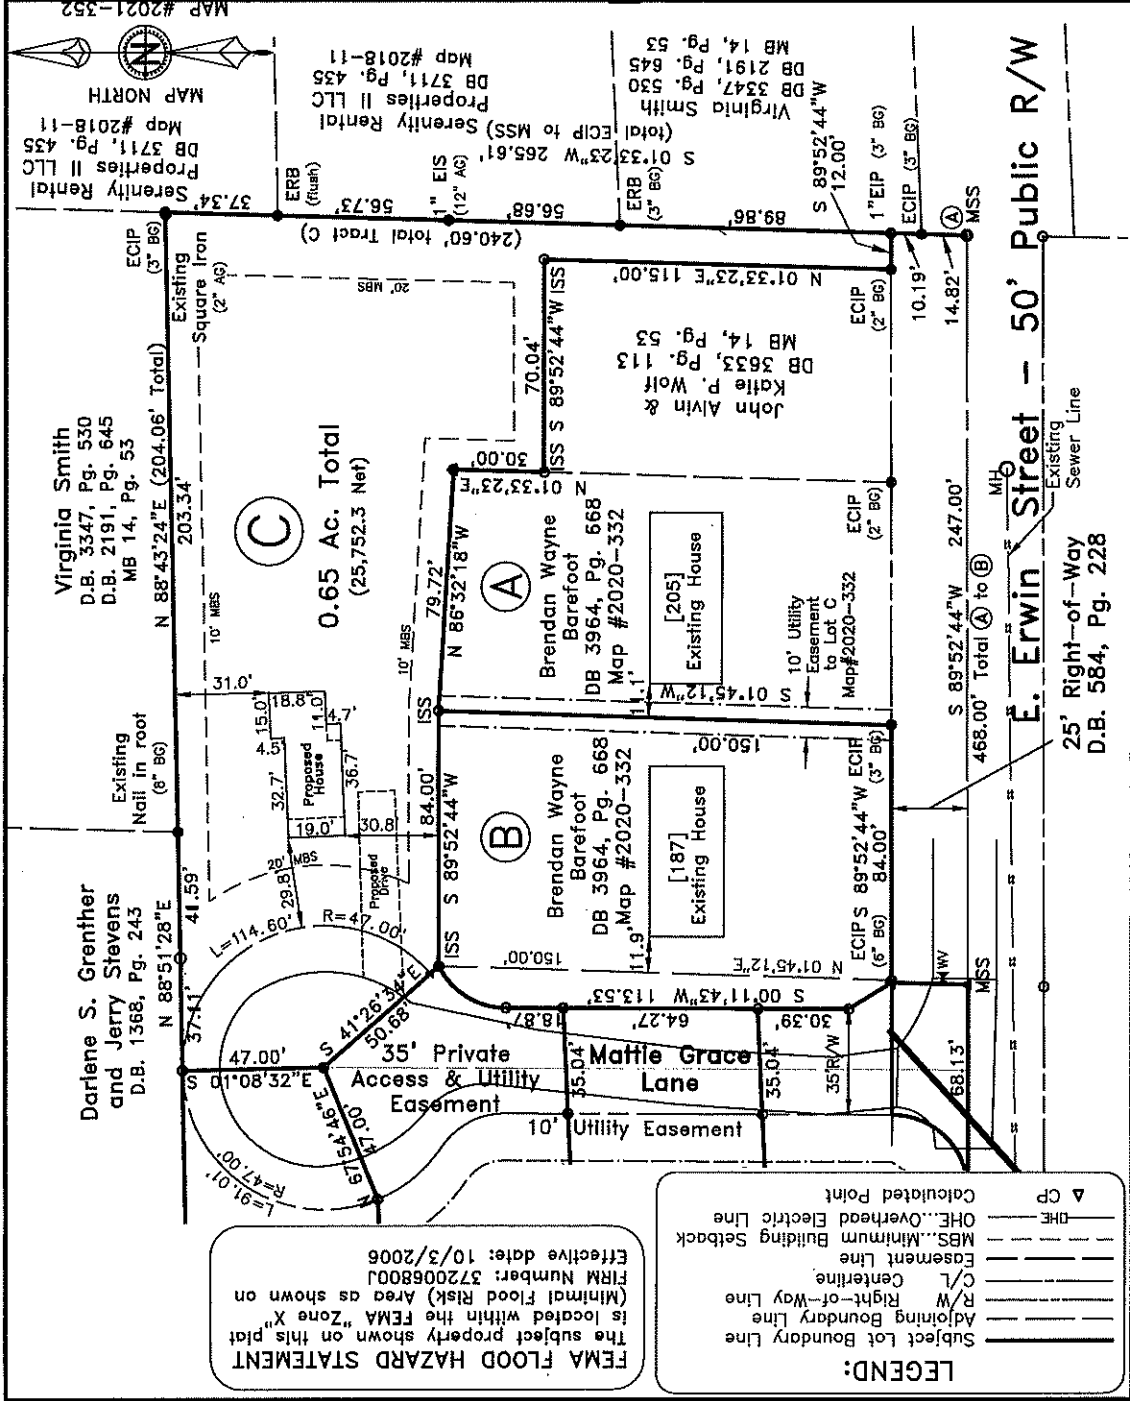 MAP #2021-352
N
MAP NORTH
Serenity Rental
Properties II LLC
DB 3711, Pg. 435
Map #2018-11
Serenity Rental
Properties II LLC
DB 3711, Pg. 435
Map #2018-11
Virginia Smith
DB 3347, Pg. 530
DB 2191, Pg. 645
MB 14, Pg. 53
S 01°33'23"W 265.61'
(total ECIP to MSS)
37.34'
ERB
(flush)
56.73'
1" EIS
(12" AG)
56.68'
ERB
(3" BG)
89.86'
(240.60' total Tract C)
S 89°52'44"W
12.00'
1"EIP (3" BG)
ECIP (3" BG)
A
MSS
10.19'
14.82'
ECIP
(3" BG)
Existing
Square Iron
(2" AG)
20' MBS
Virginia Smith
D.B. 3347, Pg. 530
D.B. 2191, Pg. 645
MB 14, Pg. 53
N 88°43'24"E (204.06' Total)
203.34'
10' MBS
C
0.65 Ac. Total
(25,752.3 Net)
ISS S 89°52'44"W ISS
70.04'
N 01°33'23"E 115.00'
ECIP
(2" BG)
John Alvin &
Katie P. Wolf
DB 3633, Pg. 113
MB 14, Pg. 53
30.00'
N 01°33'23"E
79.72'
N 86°32'18"W
10' MBS
A
Brendan Wayne
Barefoot
DB 3964, Pg. 668
Map #2020-332
[205]
Existing House
11.1'
S 01°45'12"W
10' Utility
Easement
to Lot C
Map#2020-332
ECIP
(2" BG)
S 89°52'44"W 247.00'
468.00' Total A to B
MH
Existing
Sewer Line
E. Erwin Street - 50' Public R/W
25' Right-of-Way
D.B. 584, Pg. 228
Existing
Nail in root
(8" BG)
31.0'
15.0'
18.8'
11.0'
4.7'
4.5'
32.7'
Proposed
House
36.7'
19.0'
30.8'
Proposed
Drive
20' MBS
29.8'
ISS
84.00'
S 89°52'44"W
ISS
B
Brendan Wayne
Barefoot
DB 3964, Pg. 668
Map #2020-332
[187]
Existing House
11.9'
150.00'
150.00'
N 01°45'12"E
ECIP S 89°52'44"W ECIP
(6" BG) 84.00' (3" BG)
WV
MSS
Darlene S. Grenther
and Jerry Stevens
D.B. 1368, Pg. 243
N 88°51'28"E
41.59'
37.11'
L=114.60'
R=47.00'
47.00'
S 01°08'32"E
S 41°26'34"E
50.68'
N 67°54'46"E
47.00'
L=91.01'
R=47.00'
35' Private
Access & Utility
Easement
10' Utility Easement
Mattie Grace
Lane
S 00°11'43"W 113.53'
18.87'
64.27'
30.39'
35.04'
35.04'
35'R/W
68.13'
FEMA FLOOD HAZARD STATEMENT
The subject property shown on this plat
is located within the FEMA "Zone X"
(Minimal Flood Risk) Area as shown on
FIRM Number: 372006800J
Effective date: 10/3/2006
LEGEND:
Subject Lot Boundary Line
Adjoining Boundary Line
R/W Right-of-Way Line
C/L Centerline
Easement Line
MBS...Minimum Building Setback
OHE...Overhead Electric Line
OHE
CP Calculated Point